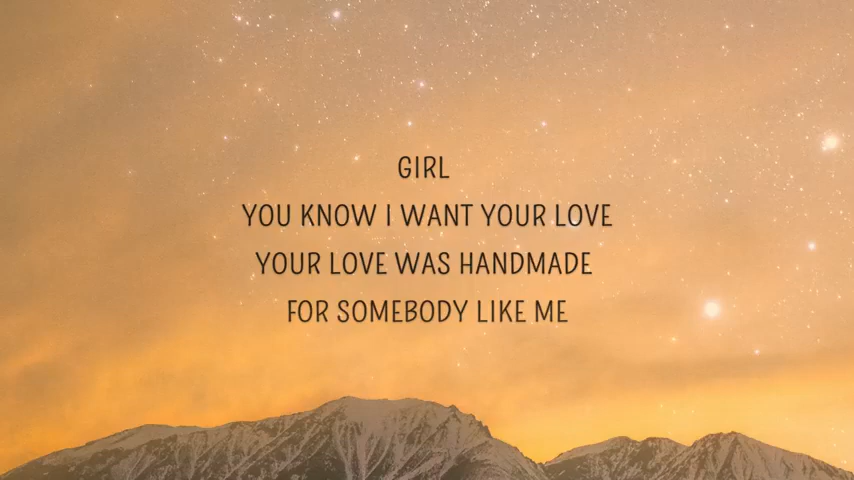 GIRL
YOU KNOW I WANT YOUR LOVE
YOUR LOVE WAS HANDMADE
FOR SOMEBODY LIKE ME